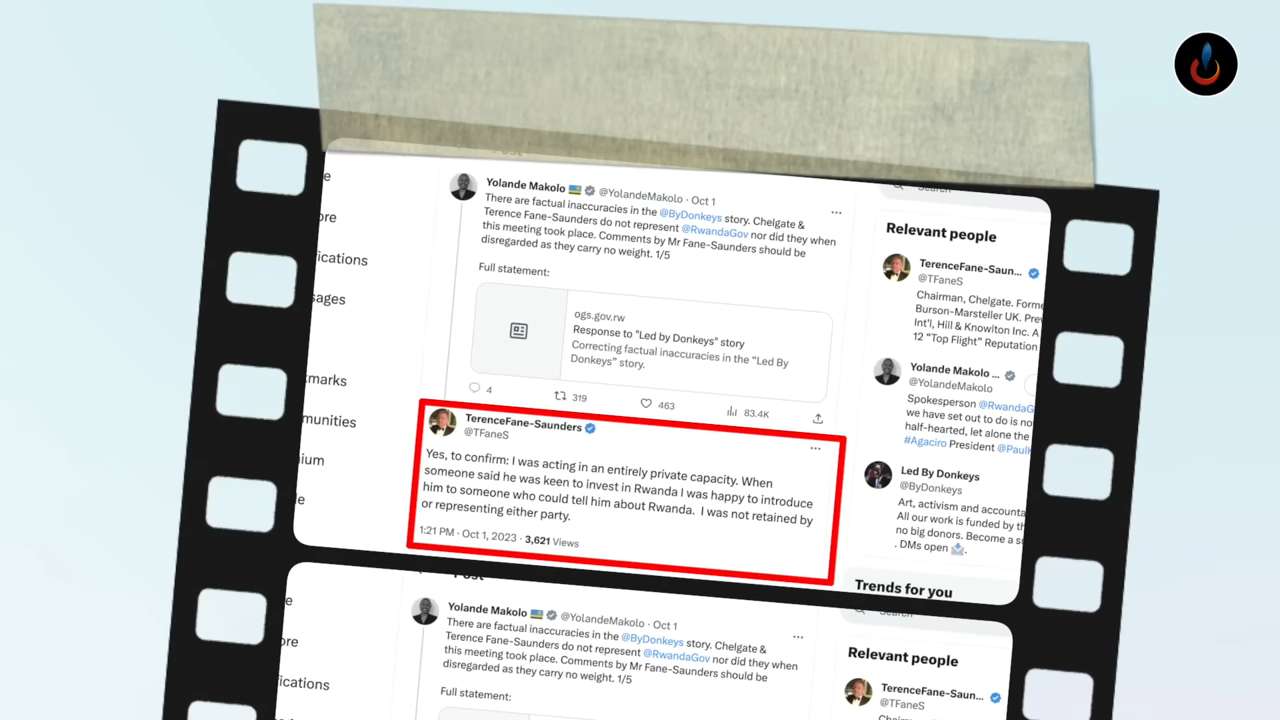 e
ore
ications
sages
kmarks
munities
ium
e
Yolande Makolo @YolandeMakolo · Oct 1
There are factual inaccuracies in the @ByDonkeys story. Chelgate &
Terence Fane-Saunders do not represent @RwandaGov nor did they when
this meeting took place. Comments by Mr Fane-Saunders should be
disregarded as they carry no weight. 1/5
Full statement:
ogs.gov.rw
Response to "Led by Donkeys" story
Correcting factual inaccuracies in the “Led By
Donkeys” story.
4 319 463 83.4K
TerenceFane-Saunders
@TFaneS
Yes, to confirm: I was acting in an entirely private capacity. When
someone said he was keen to invest in Rwanda I was happy to introduce
him to someone who could tell him about Rwanda. I was not retained by
or representing either party.
1:21 PM · Oct 1, 2023 · 3,621 Views
Search
Relevant people
TerenceFane-Saun...
@TFaneS
Chairman, Chelgate. Forme
Burson-Marsteller UK. Prev
Int'l, Hill & Knowlton Inc. A
12 “Top Flight” Reputation
Yolande Makolo ...
@YolandeMakolo
Spokesperson @RwandaG
we have set out to do is no
half-hearted, let alone the
#Agaciro President @PaulK
Led By Donkeys
@ByDonkeys
Art, activism and accounta
All our work is funded by th
no big donors. Become a su
. DMs open
Trends for you
e
ore
ications
Post
Yolande Makolo @YolandeMakolo · Oct 1
There are factual inaccuracies in the @ByDonkeys story. Chelgate &
Terence Fane-Saunders do not represent @RwandaGov nor did they when
this meeting took place. Comments by Mr Fane-Saunders should be
disregarded as they carry no weight. 1/5
Full statement:
Search
Relevant people
TerenceFane-Saun...
@TFaneS